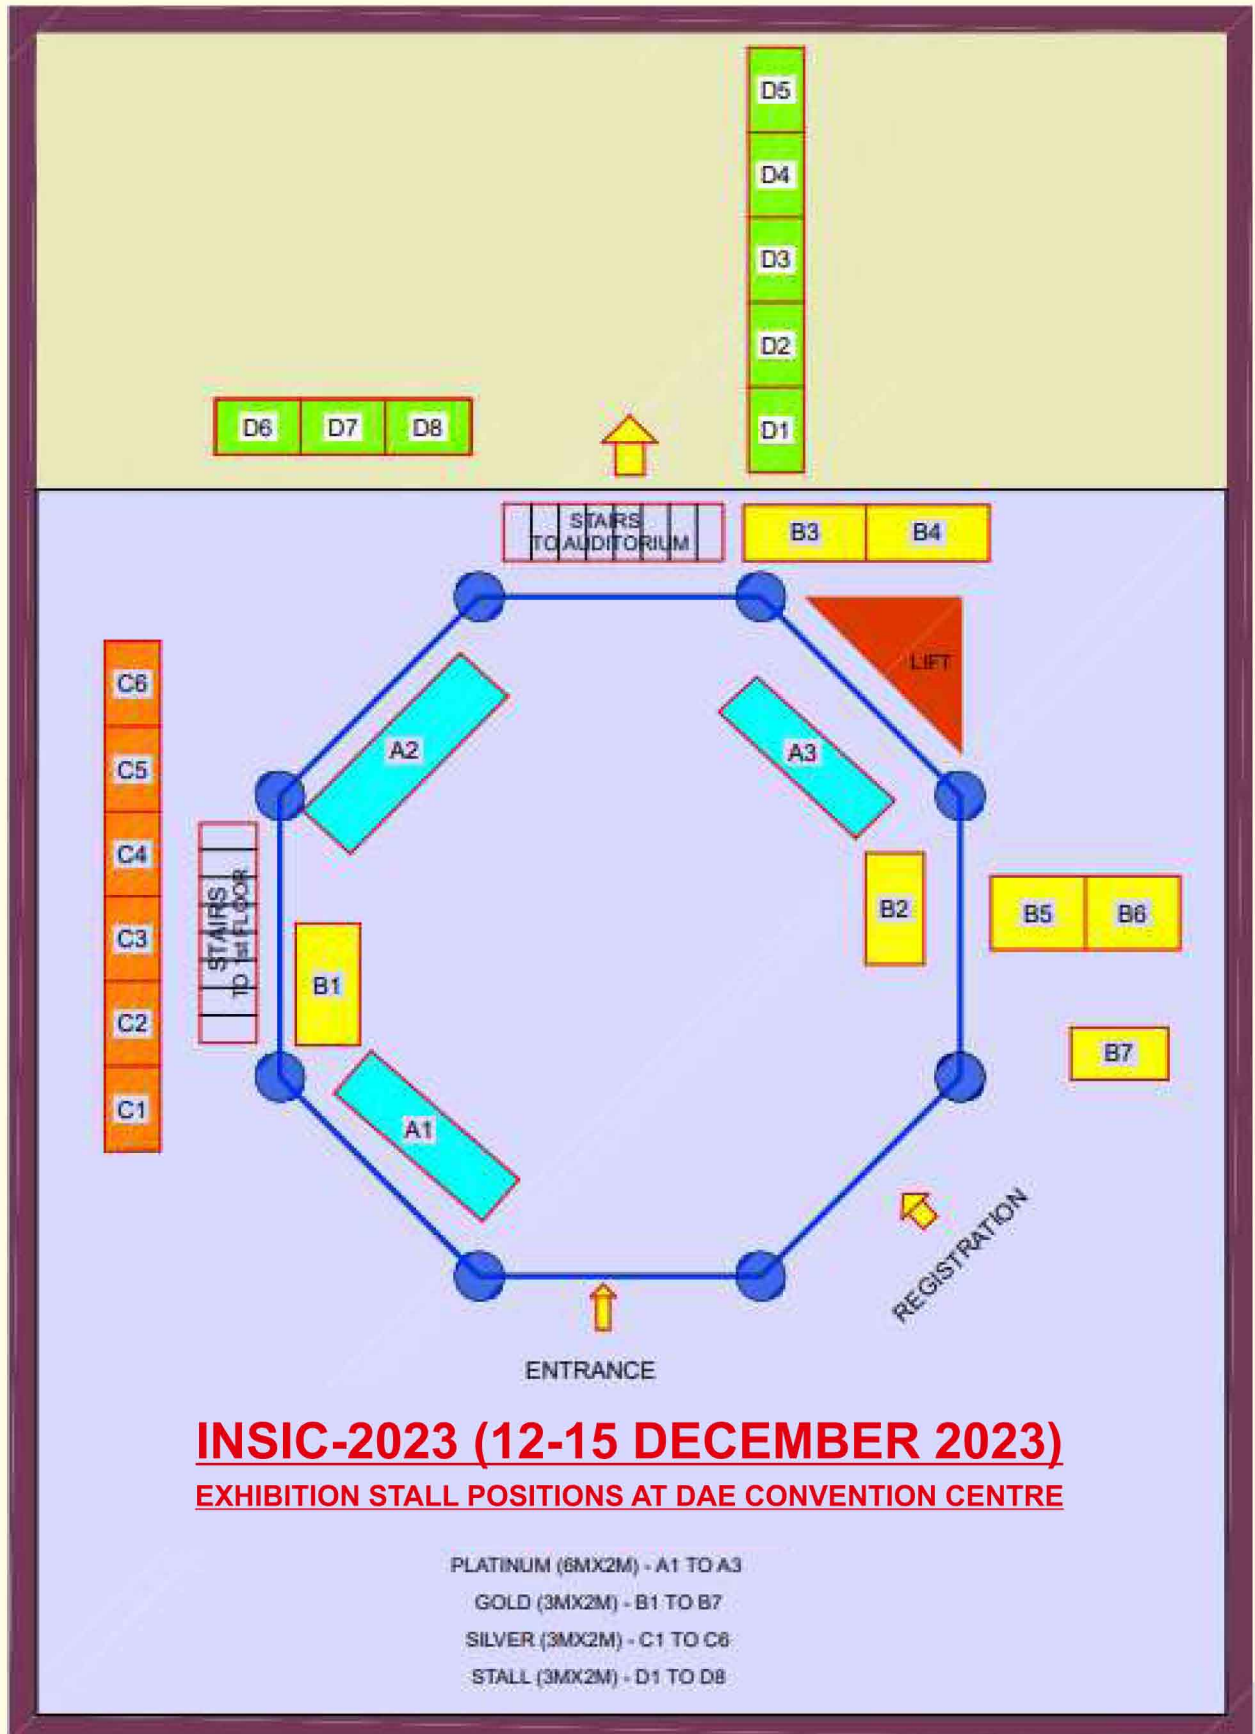 D5
D4
D3
D2
D1
D6 D7 D8
STAIRS
TO AUDITORIUM
B3 B4
LIFT
C6
C5
C4
C3
C2
C1
A2
A3
STAIRS
TO 1st FLOOR
B2
B5 B6
B1
B7
A1
REGISTRATION
ENTRANCE
INSIC-2023 (12-15 DECEMBER 2023)
EXHIBITION STALL POSITIONS AT DAE CONVENTION CENTRE
PLATINUM (6MX2M) - A1 TO A3
GOLD (3MX2M) - B1 TO B7
SILVER (3MX2M) - C1 TO C6
STALL (3MX2M) - D1 TO D8